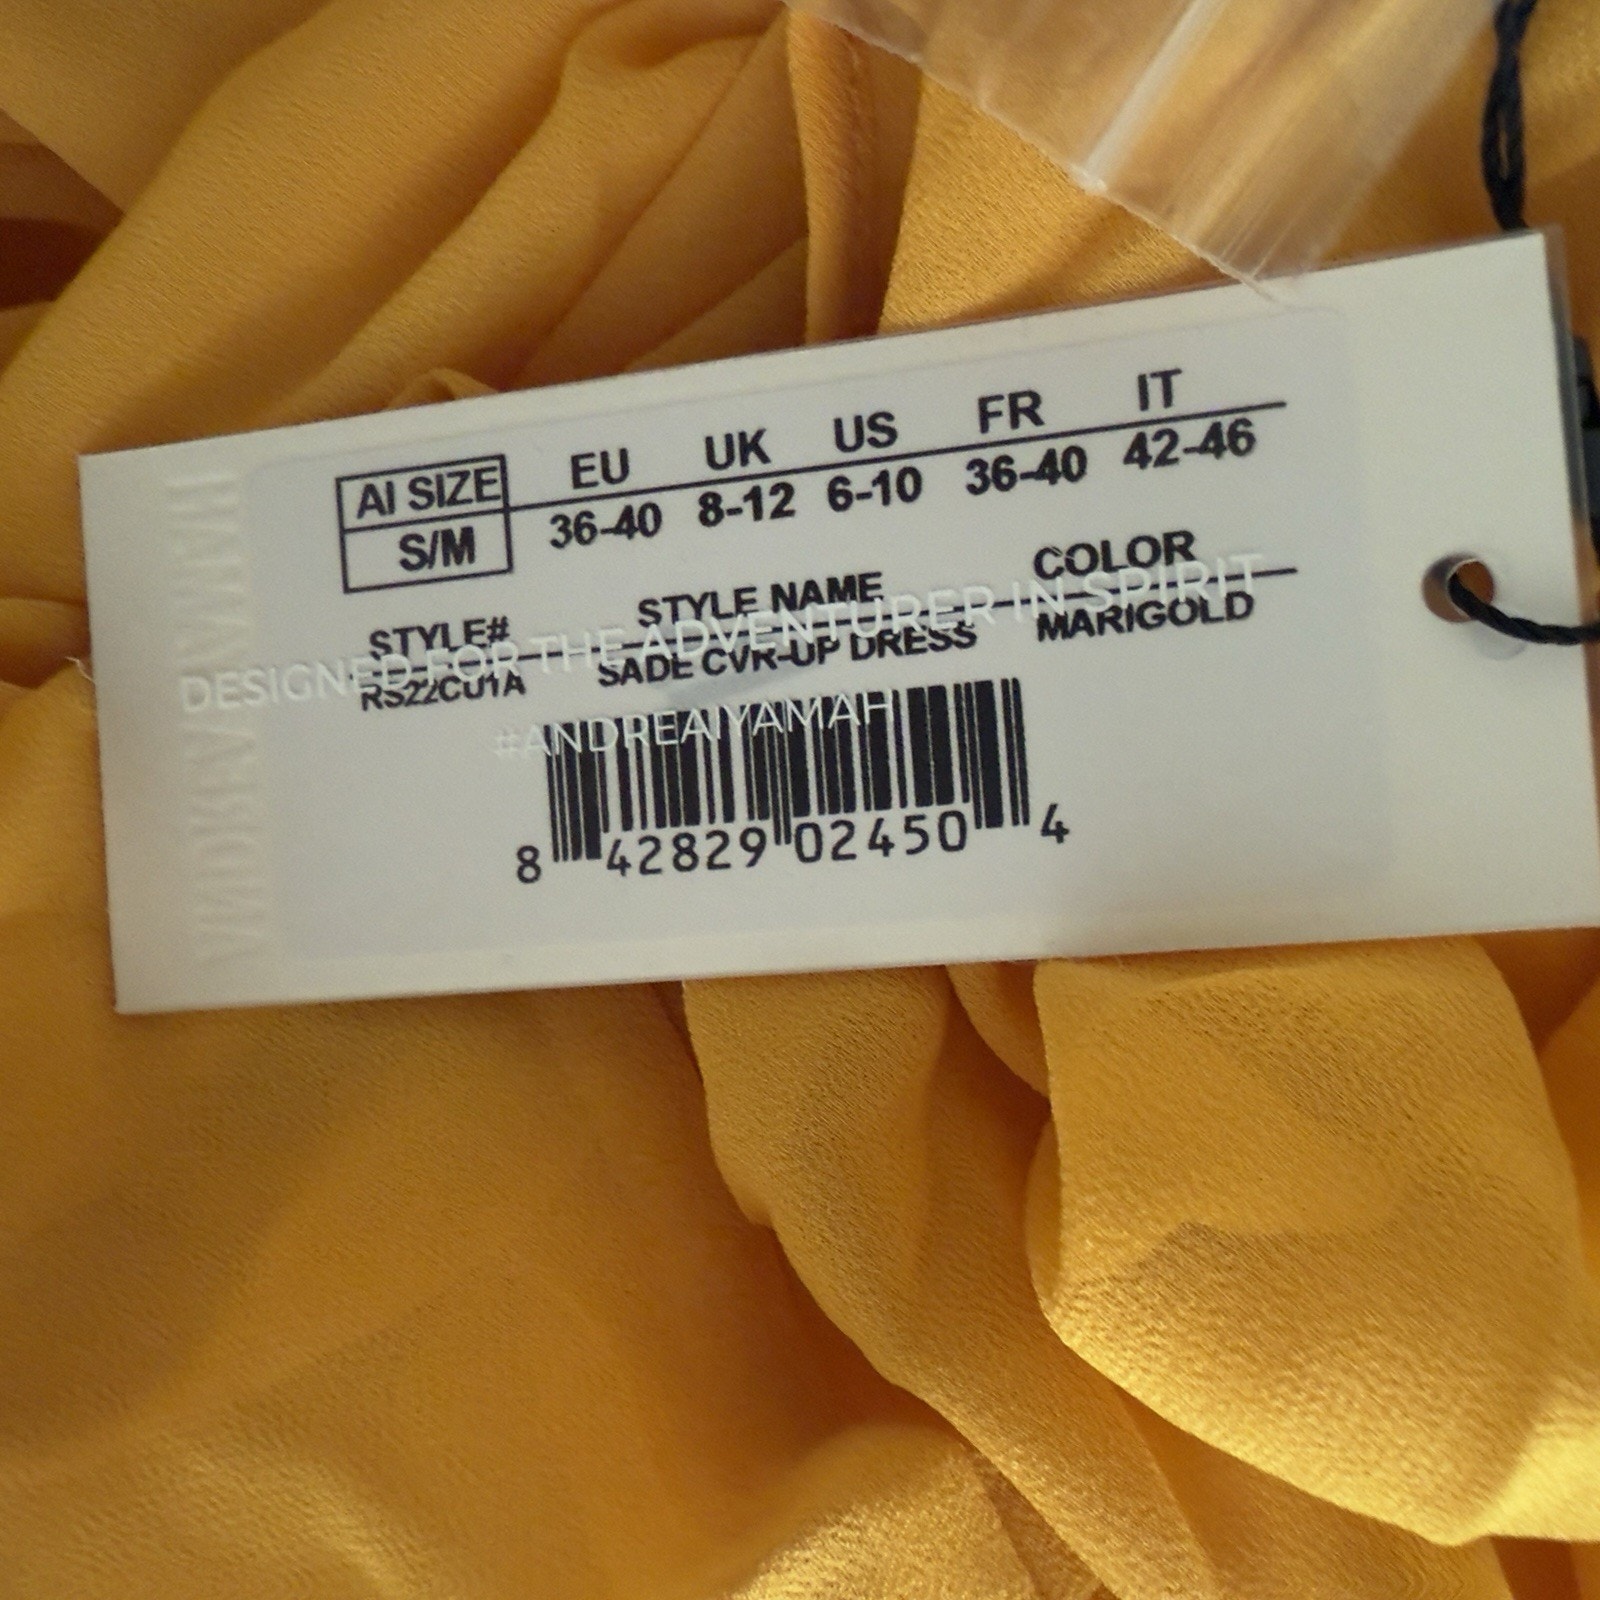 AI SIZE EU UK US FR IT
S/M 36-40 8-12 6-10 36-40 42-46
STYLE# STYLE NAME COLOR
RS22CU1A SADE CVR-UP DRESS MARIGOLD
DESIGNED FOR THE ADVENTURER IN SPIRIT
#ANDREAIYAMAH
8 42829 02450 4